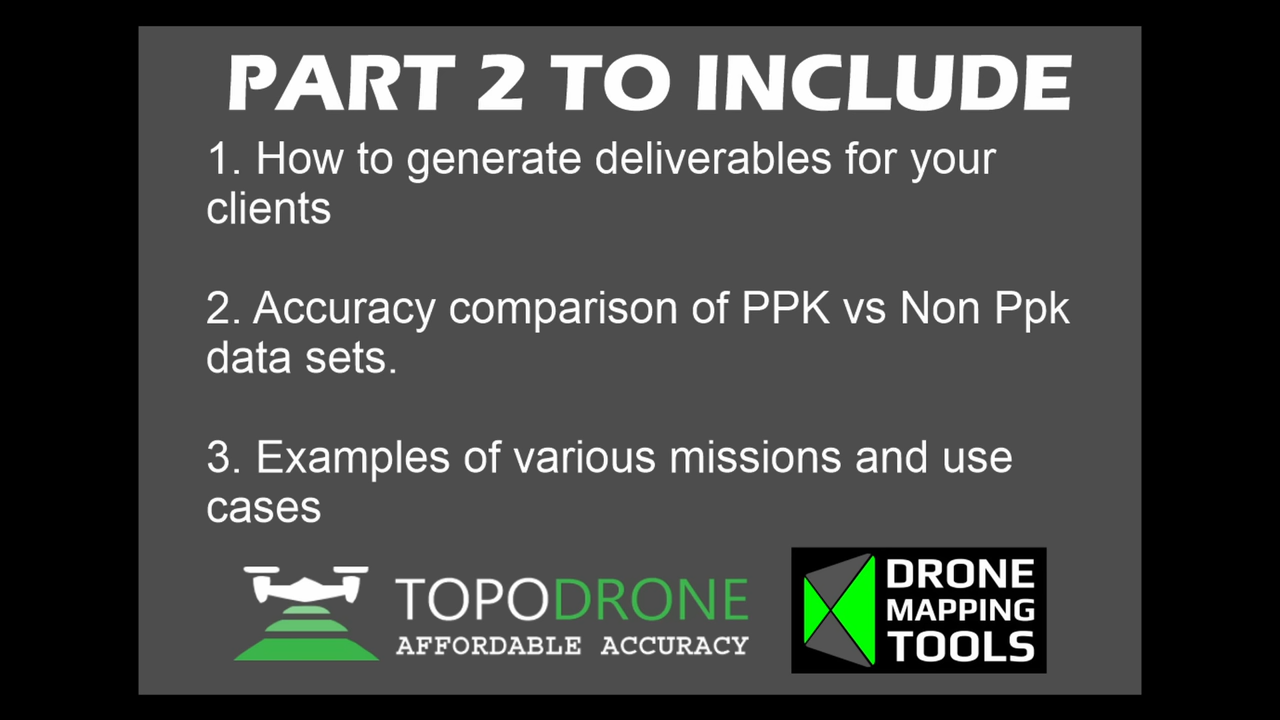 PART 2 TO INCLUDE
1. How to generate deliverables for your
clients
2. Accuracy comparison of PPK vs Non Ppk
data sets.
3. Examples of various missions and use
cases
TOPODRONE
AFFORDABLE ACCURACY
DRONE
MAPPING
TOOLS